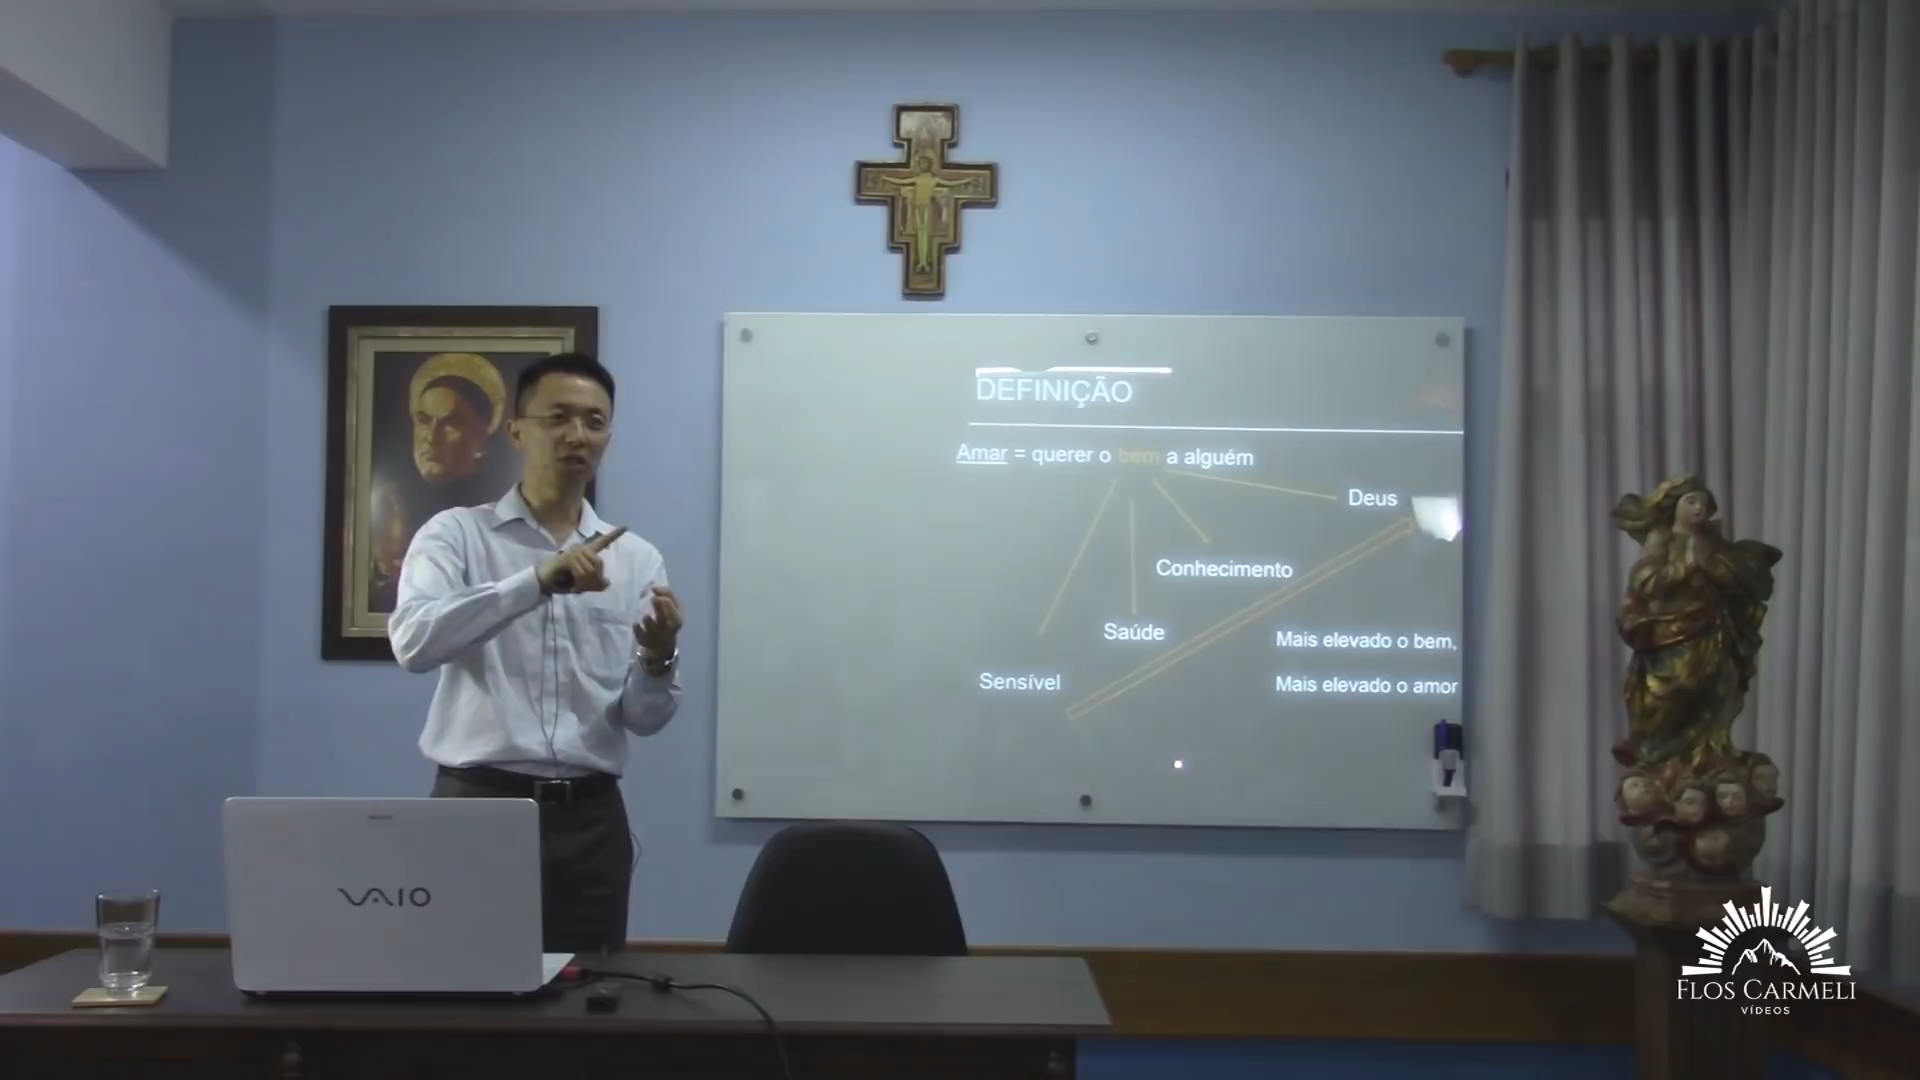 DEFINIÇÃO
Amar = querer o bem a alguém
Deus
Conhecimento
Saúde
Mais elevado o bem,
Sensível
Mais elevado o amor
VAIO
FLOS CARMELI
VÍDEOS